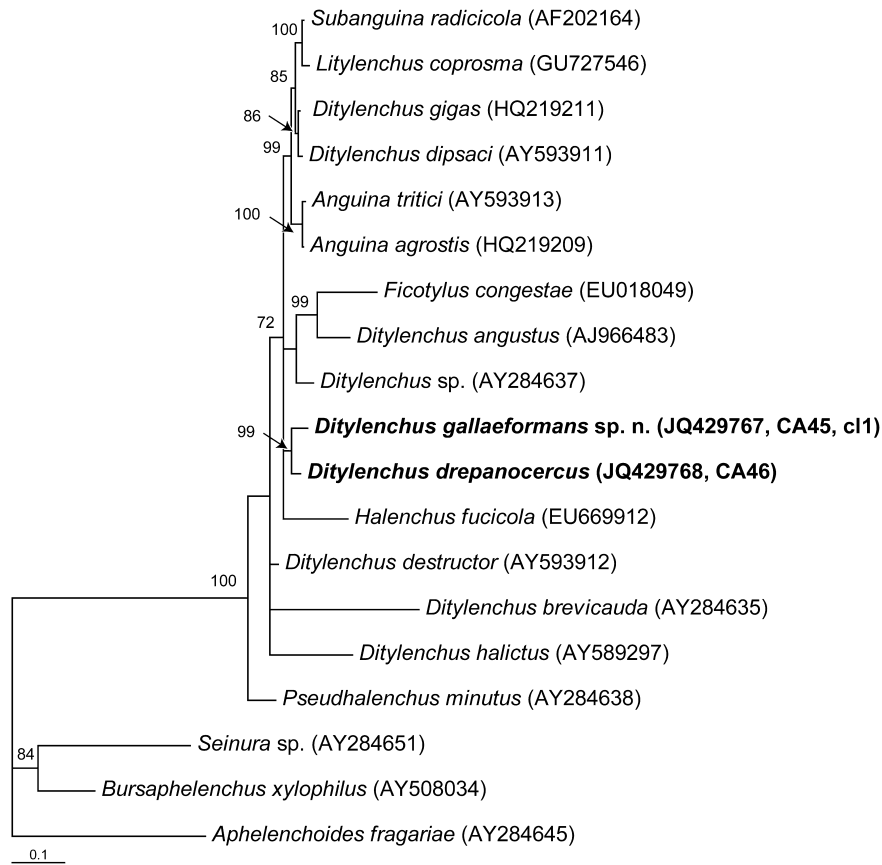 100
Subanguina radicicola (AF202164)
Litylenchus coprosma (GU727546)
85
Ditylenchus gigas (HQ219211)
86
99
Ditylenchus dipsaci (AY593911)
Anguina tritici (AY593913)
100
Anguina agrostis (HQ219209)
Ficotylus congestae (EU018049)
99
72
Ditylenchus angustus (AJ966483)
Ditylenchus sp. (AY284637)
Ditylenchus gallaeformans sp. n. (JQ429767, CA45, cl1)
99
Ditylenchus drepanocercus (JQ429768, CA46)
Halenchus fucicola (EU669912)
Ditylenchus destructor (AY593912)
100
Ditylenchus brevicauda (AY284635)
Ditylenchus halictus (AY589297)
Pseudhalenchus minutus (AY284638)
Seinura sp. (AY284651)
84
Bursaphelenchus xylophilus (AY508034)
Aphelenchoides fragariae (AY284645)
0.1